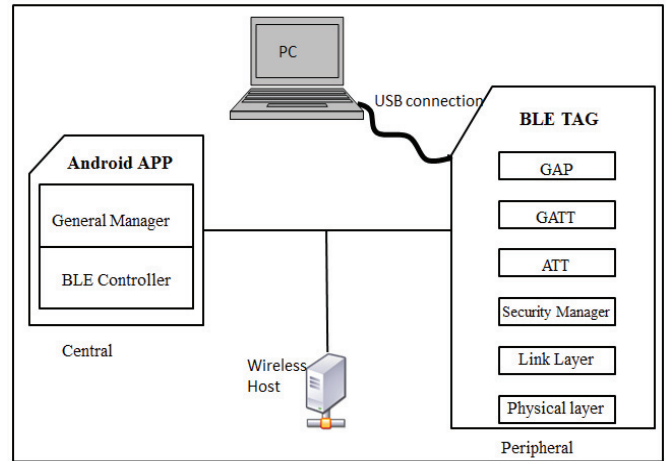 PC
USB connection
Android APP
General Manager
BLE Controller
Central
Wireless
Host
BLE TAG
GAP
GATT
ATT
Security Manager
Link Layer
Physical layer
Peripheral